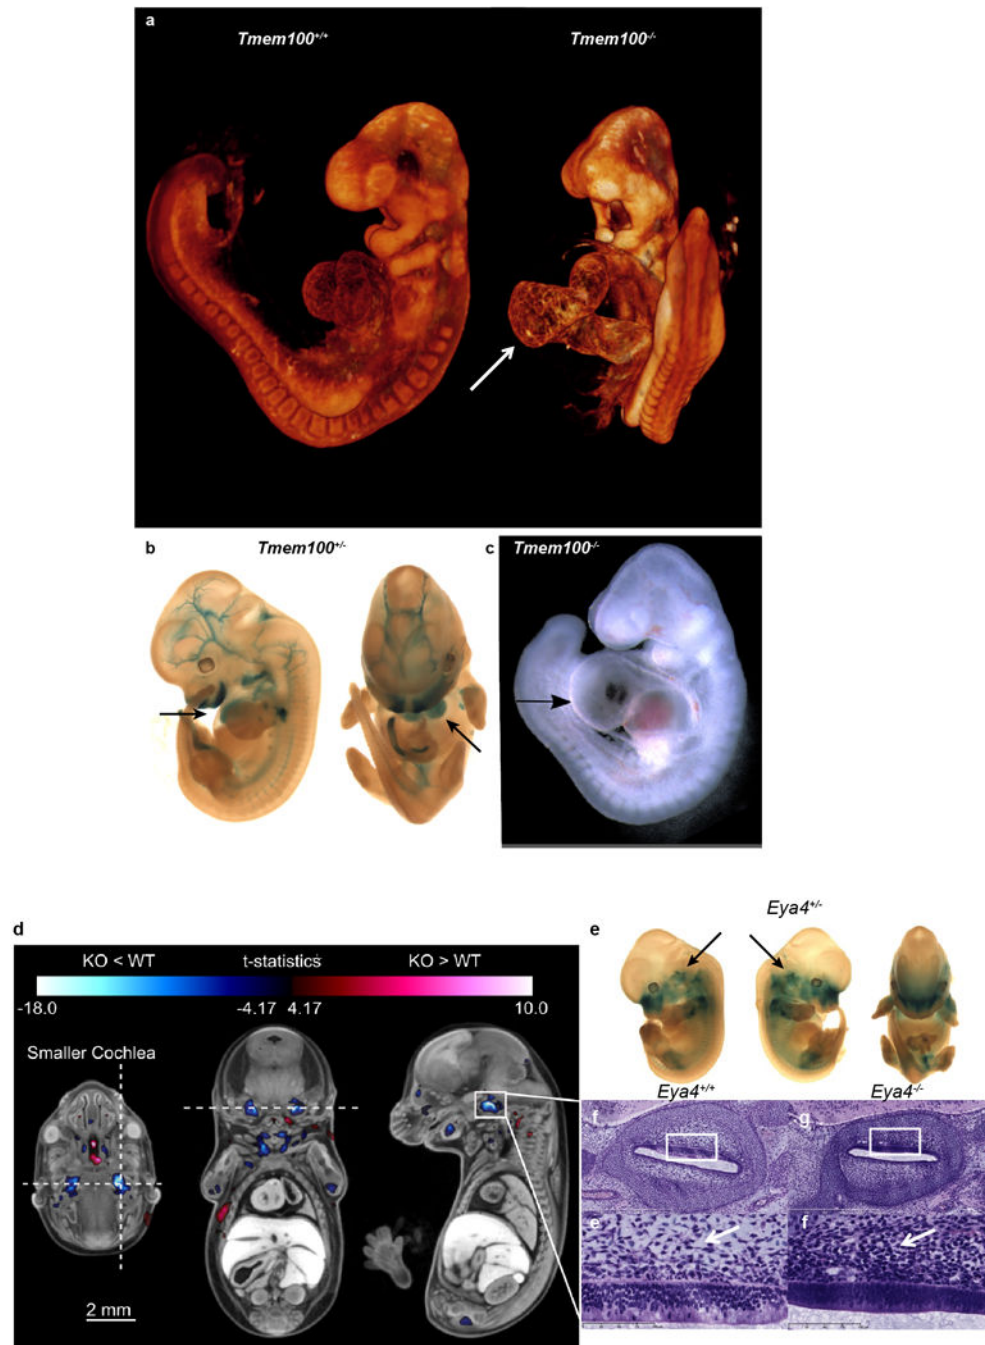 a
Tmem100+/+
Tmem100-/-
b
Tmem100+/-
c
Tmem100-/-
d
KO < WT
t-statistics
KO > WT
-18.0
-4.17
4.17
10.0
Smaller Cochlea
2 mm
e
Eya4+/-
Eya4+/+
Eya4-/-
f
g
e
f